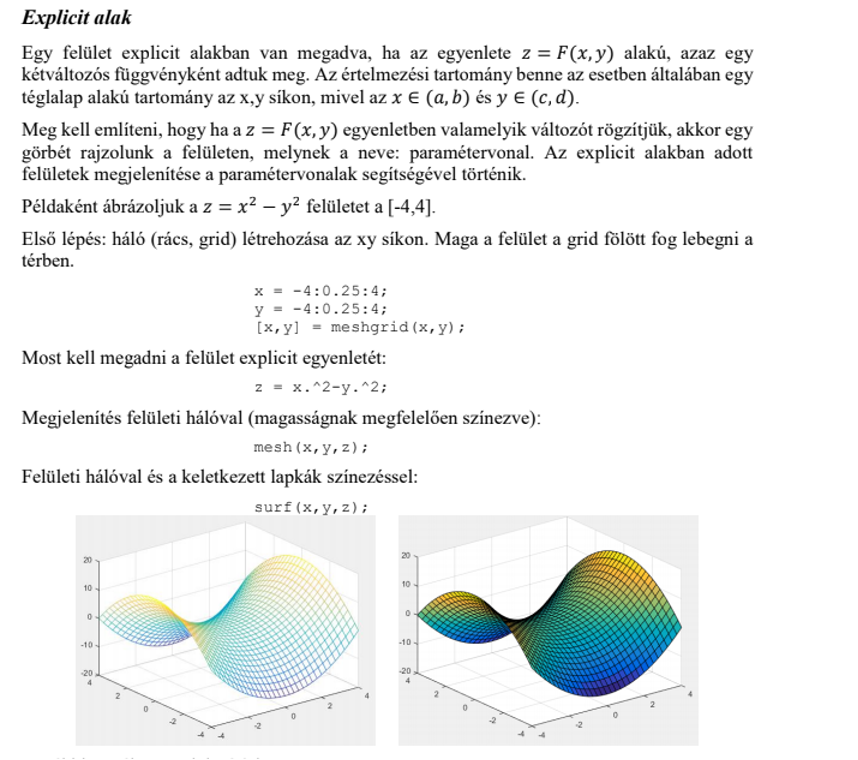 Explicit alak
Egy felület explicit alakban van megadva, ha az egyenlete z = F(x, y) alakú, azaz egy
kétváltozós függvényként adtuk meg. Az értelmezési tartomány benne az esetben általában egy
téglalap alakú tartomány az x,y síkon, mivel az x ∈ (a, b) és y ∈ (c, d).
Meg kell említeni, hogy ha a z = F(x, y) egyenletben valamelyik változót rögzítjük, akkor egy
görbét rajzolunk a felületen, melynek a neve: paramétervonal. Az explicit alakban adott
felületek megjelenítése a paramétervonalak segítségével történik.
Példaként ábrázoljuk a z = x² − y² felületet a [-4,4].
Első lépés: háló (rács, grid) létrehozása az xy síkon. Maga a felület a grid fölött fog lebegni a
térben.
x = -4:0.25:4;
y = -4:0.25:4;
[x,y] = meshgrid(x,y);
Most kell megadni a felület explicit egyenletét:
z = x.^2-y.^2;
Megjelenítés felületi hálóval (magasságnak megfelelően színezve):
mesh(x,y,z);
Felületi hálóval és a keletkezett lapkák színezéssel:
surf(x,y,z);
20
10
0
-10
-20
4
2
0
-2
-4
-4
-2
0
2
4
20
10
0
-10
-20
4
2
0
-2
-4
-4
-2
0
2
4